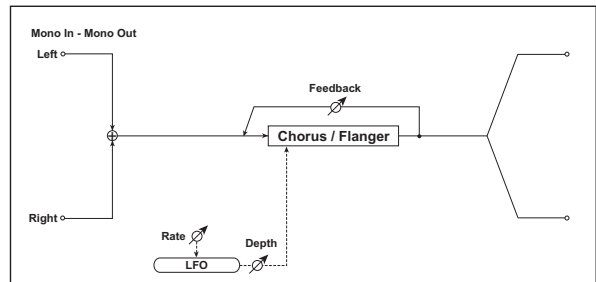 Mono In - Mono Out
Left
Feedback
Chorus / Flanger
Right
Rate
Depth
LFO